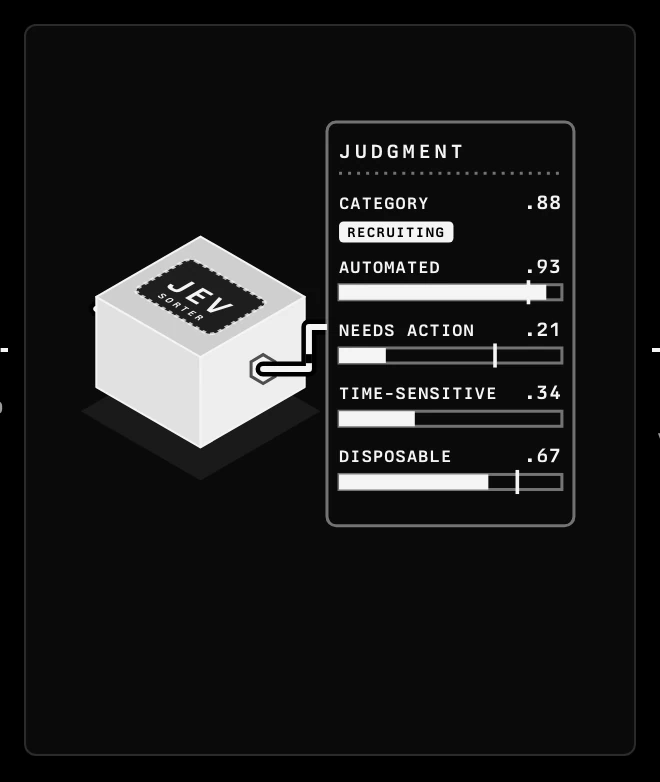 JUDGMENT
CATEGORY .88
RECRUITING
AUTOMATED .93
NEEDS ACTION .21
TIME-SENSITIVE .34
DISPOSABLE .67
JEV
SORTER